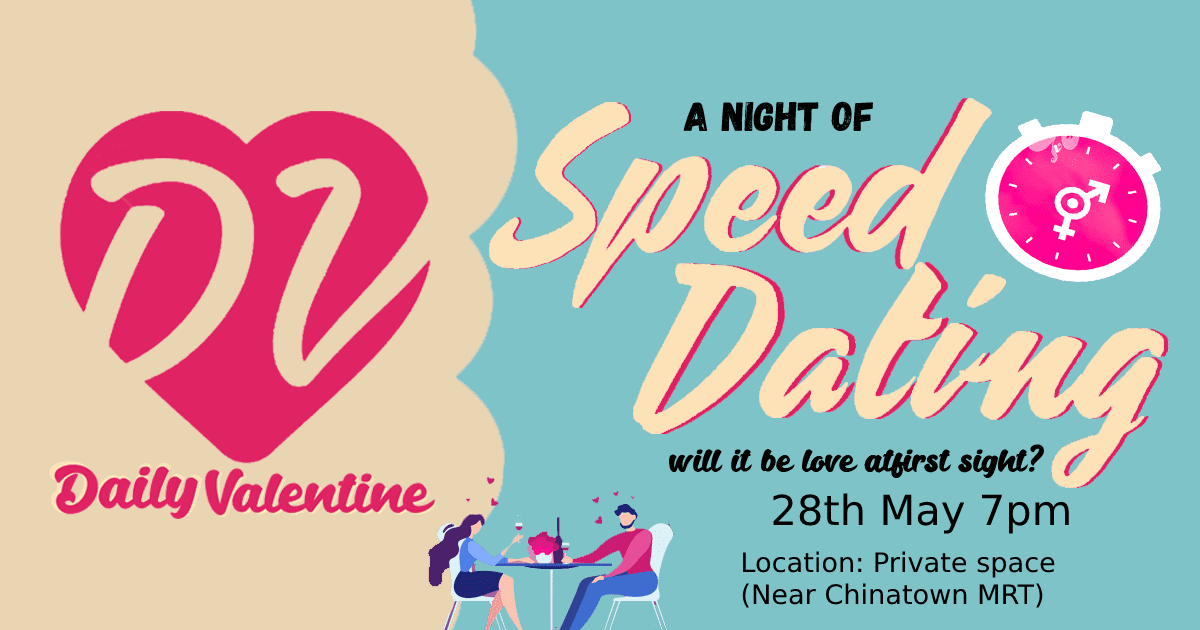 DV
Daily Valentine
A NIGHT OF
Speed
Dating
will it be love atfirst sight?
28th May 7pm
Location: Private space
(Near Chinatown MRT)